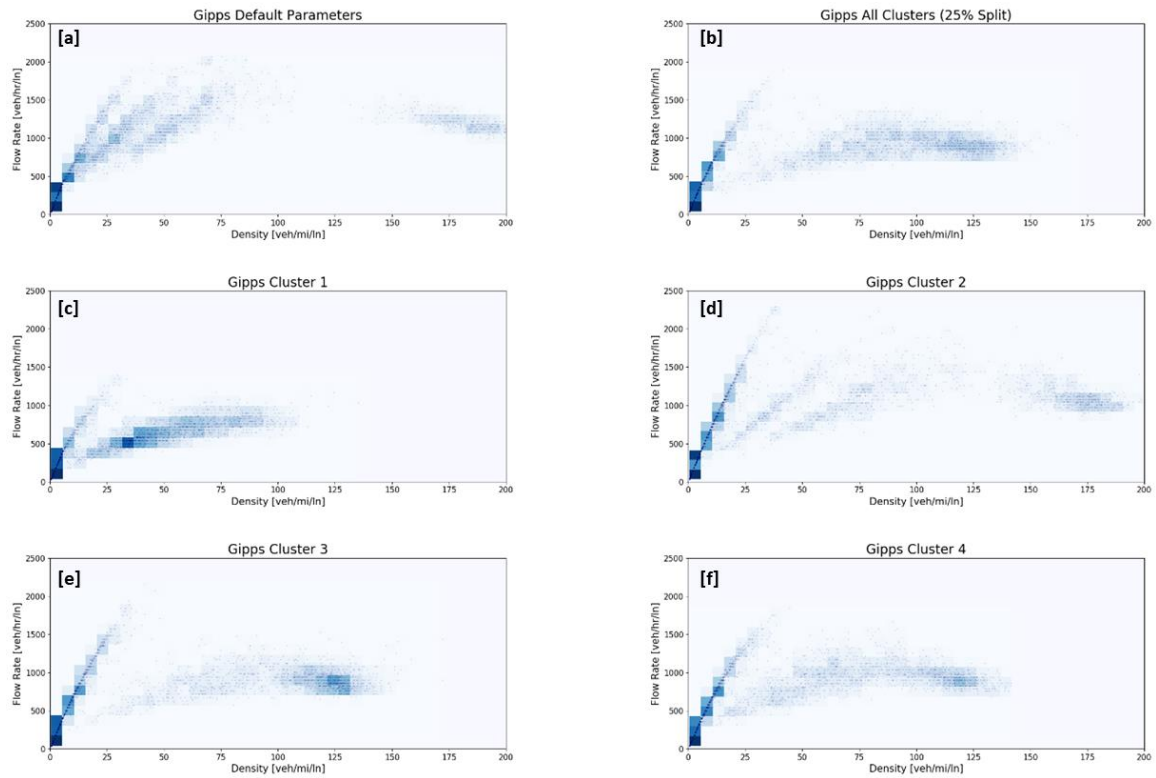 Gipps Default Parameters
[a]
2500
2000
1500
1000
500
0
Flow Rate [veh/hr/ln]
0 25 50 75 100 125 150 175 200
Density [veh/mi/ln]
Gipps All Clusters (25% Split)
[b]
2500
2000
1500
1000
500
0
Flow Rate [veh/hr/ln]
0 25 50 75 100 125 150 175 200
Density [veh/mi/ln]
Gipps Cluster 1
[c]
2500
2000
1500
1000
500
0
Flow Rate [veh/hr/ln]
0 25 50 75 100 125 150 175 200
Density [veh/mi/ln]
Gipps Cluster 2
[d]
2500
2000
1500
1000
500
0
Flow Rate [veh/hr/ln]
0 25 50 75 100 125 150 175 200
Density [veh/mi/ln]
Gipps Cluster 3
[e]
2500
2000
1500
1000
500
0
Flow Rate [veh/hr/ln]
0 25 50 75 100 125 150 175 200
Density [veh/mi/ln]
Gipps Cluster 4
[f]
2500
2000
1500
1000
500
0
Flow Rate [veh/hr/ln]
0 25 50 75 100 125 150 175 200
Density [veh/mi/ln]